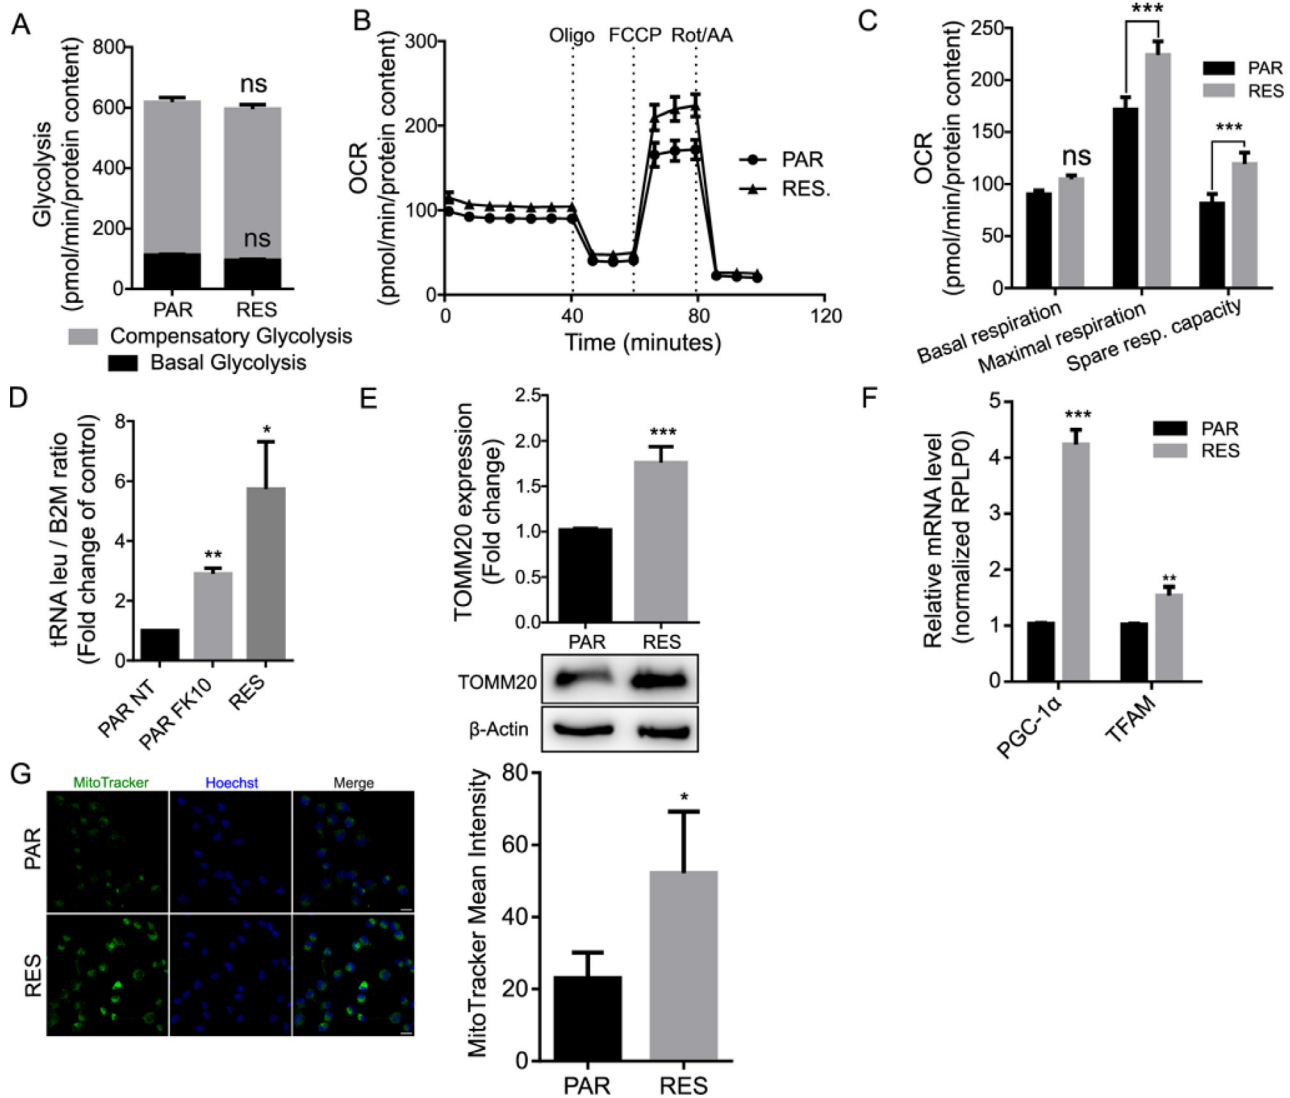 A
Glycolysis
(pmol/min/protein content)
800
600
400
200
0
ns
ns
PAR
RES
Compensatory Glycolysis
Basal Glycolysis
B
OCR
(pmol/min/protein content)
300
200
100
0
Oligo
FCCP
Rot/AA
PAR
RES.
0
40
80
120
Time (minutes)
C
OCR
(pmol/min/protein content)
250
200
150
100
50
0
ns
***
***
PAR
RES
Basal respiration
Maximal respiration
Spare resp. capacity
D
tRNA leu / B2M ratio
(Fold change of control)
8
6
4
2
0
**
*
PAR NT
PAR FK10
RES
E
TOMM20 expression
(Fold change)
2.5
2.0
1.5
1.0
0.5
0.0
***
PAR
RES
TOMM20
β-Actin
F
Relative mRNA level
(normalized RPLP0)
5
4
3
2
1
0
***
**
PAR
RES
PGC-1α
TFAM
G
MitoTracker
Hoechst
Merge
PAR
RES
MitoTracker Mean Intensity
80
60
40
20
0
*
PAR
RES